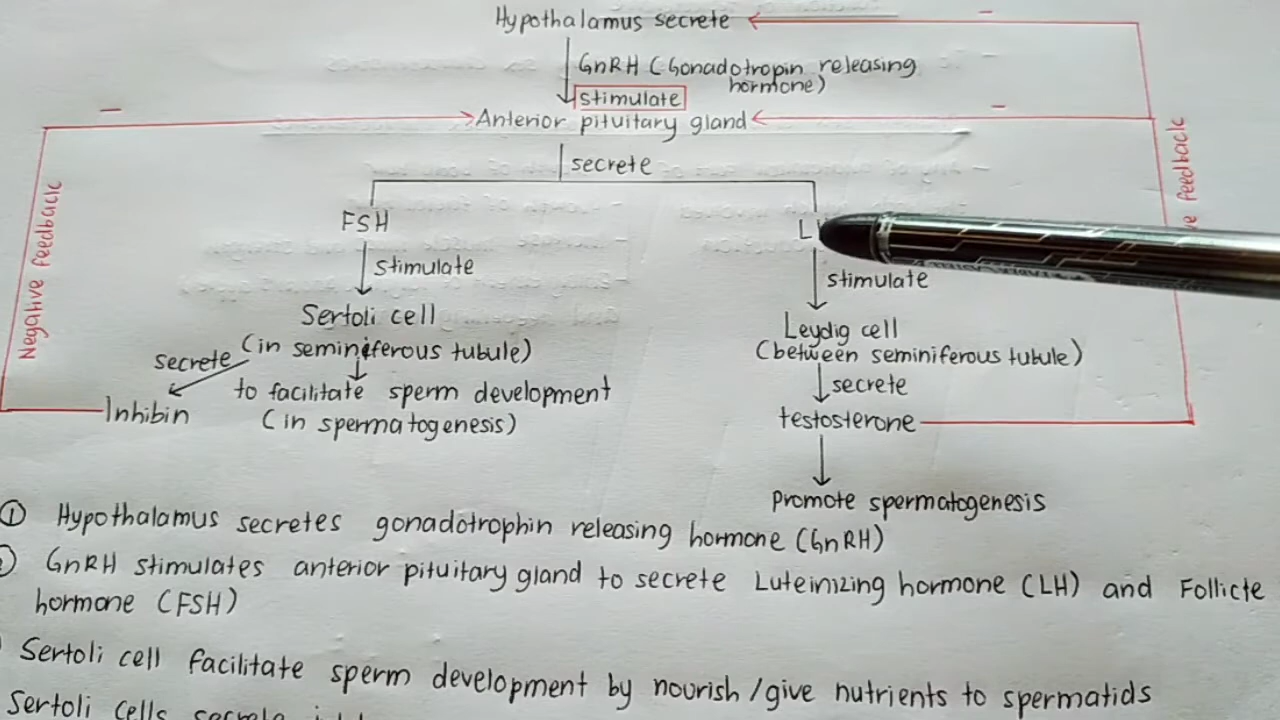 Hypothalamus secrete
GnRH (Gonadotropin releasing
hormone)
stimulate
Anterior pituitary gland
secrete
FSH
L
stimulate
stimulate
Sertoli cell
(in seminiferous tubule)
secrete
to facilitate sperm development
(in spermatogenesis)
Inhibin
Leydig cell
(between seminiferous tubule)
secrete
testosterone
Promote spermatogenesis
Negative feedback
ve feedback
① Hypothalamus secretes gonadotrophin releasing hormone (GnRH)
GnRH stimulates anterior pituitary gland to secrete Luteinizing hormone (LH) and Follicte
hormone (FSH)
Sertoli cell facilitate sperm development by nourish/give nutrients to spermatids
Sertoli cells